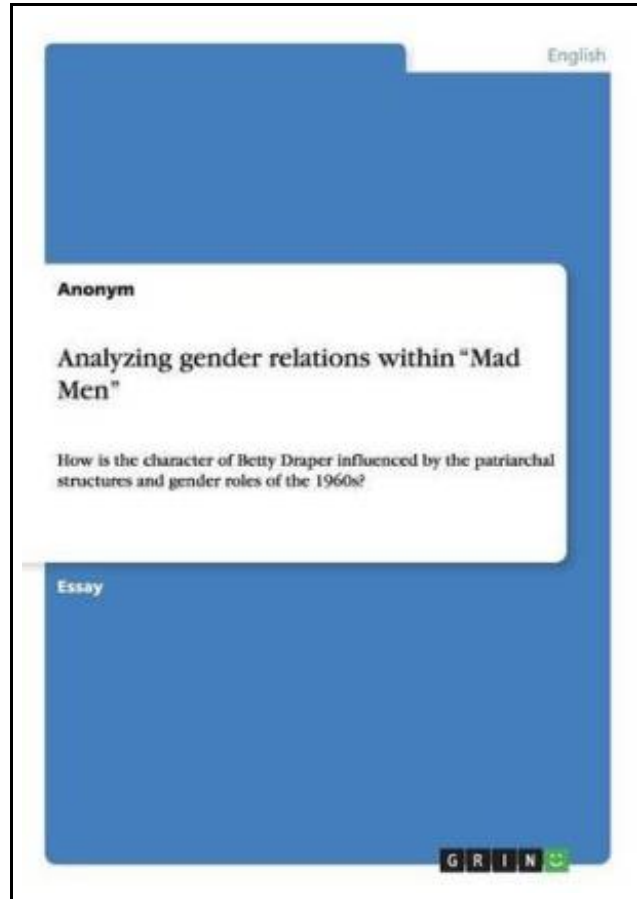 English
Anonym
Analyzing gender relations within “Mad
Men”
How is the character of Betty Draper influenced by the patriarchal
structures and gender roles of the 1960s?
Essay
GRIN